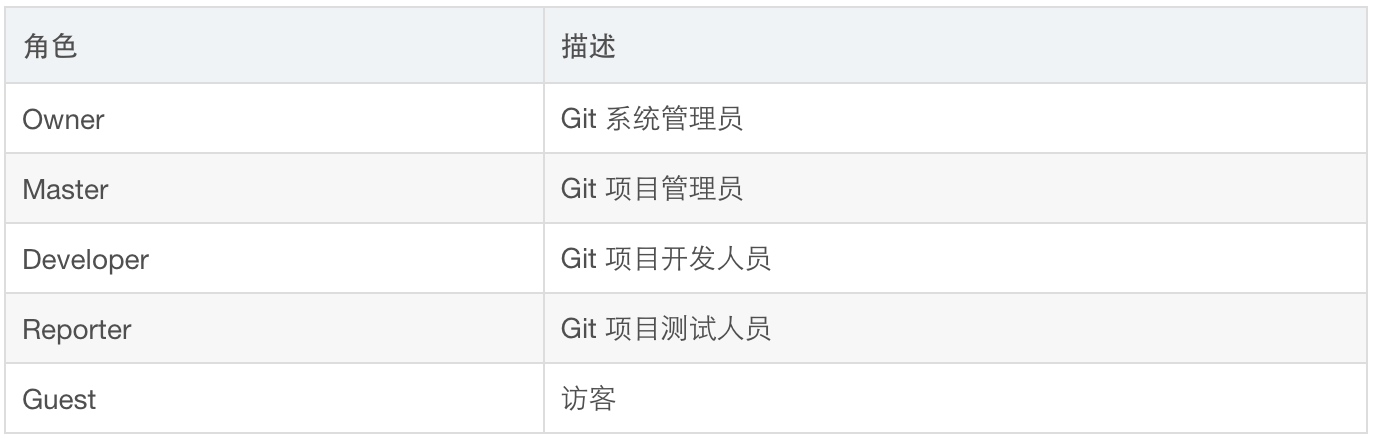 角色 描述
Owner Git 系统管理员
Master Git 项目管理员
Developer Git 项目开发人员
Reporter Git 项目测试人员
Guest 访客